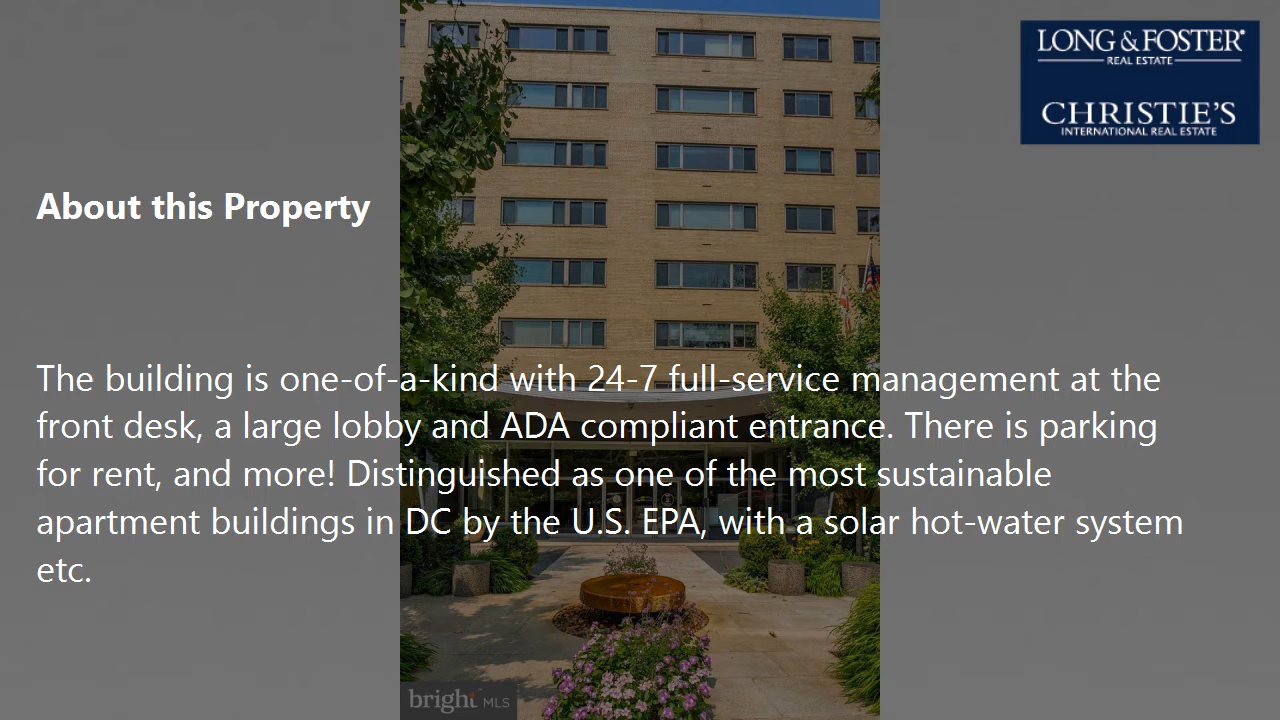 LONG & FOSTER®
REAL ESTATE
CHRISTIE'S
INTERNATIONAL REAL ESTATE
About this Property
The building is one-of-a-kind with 24-7 full-service management at the
front desk, a large lobby and ADA compliant entrance. There is parking
for rent, and more! Distinguished as one of the most sustainable
apartment buildings in DC by the U.S. EPA, with a solar hot-water system
etc.
bright MLS